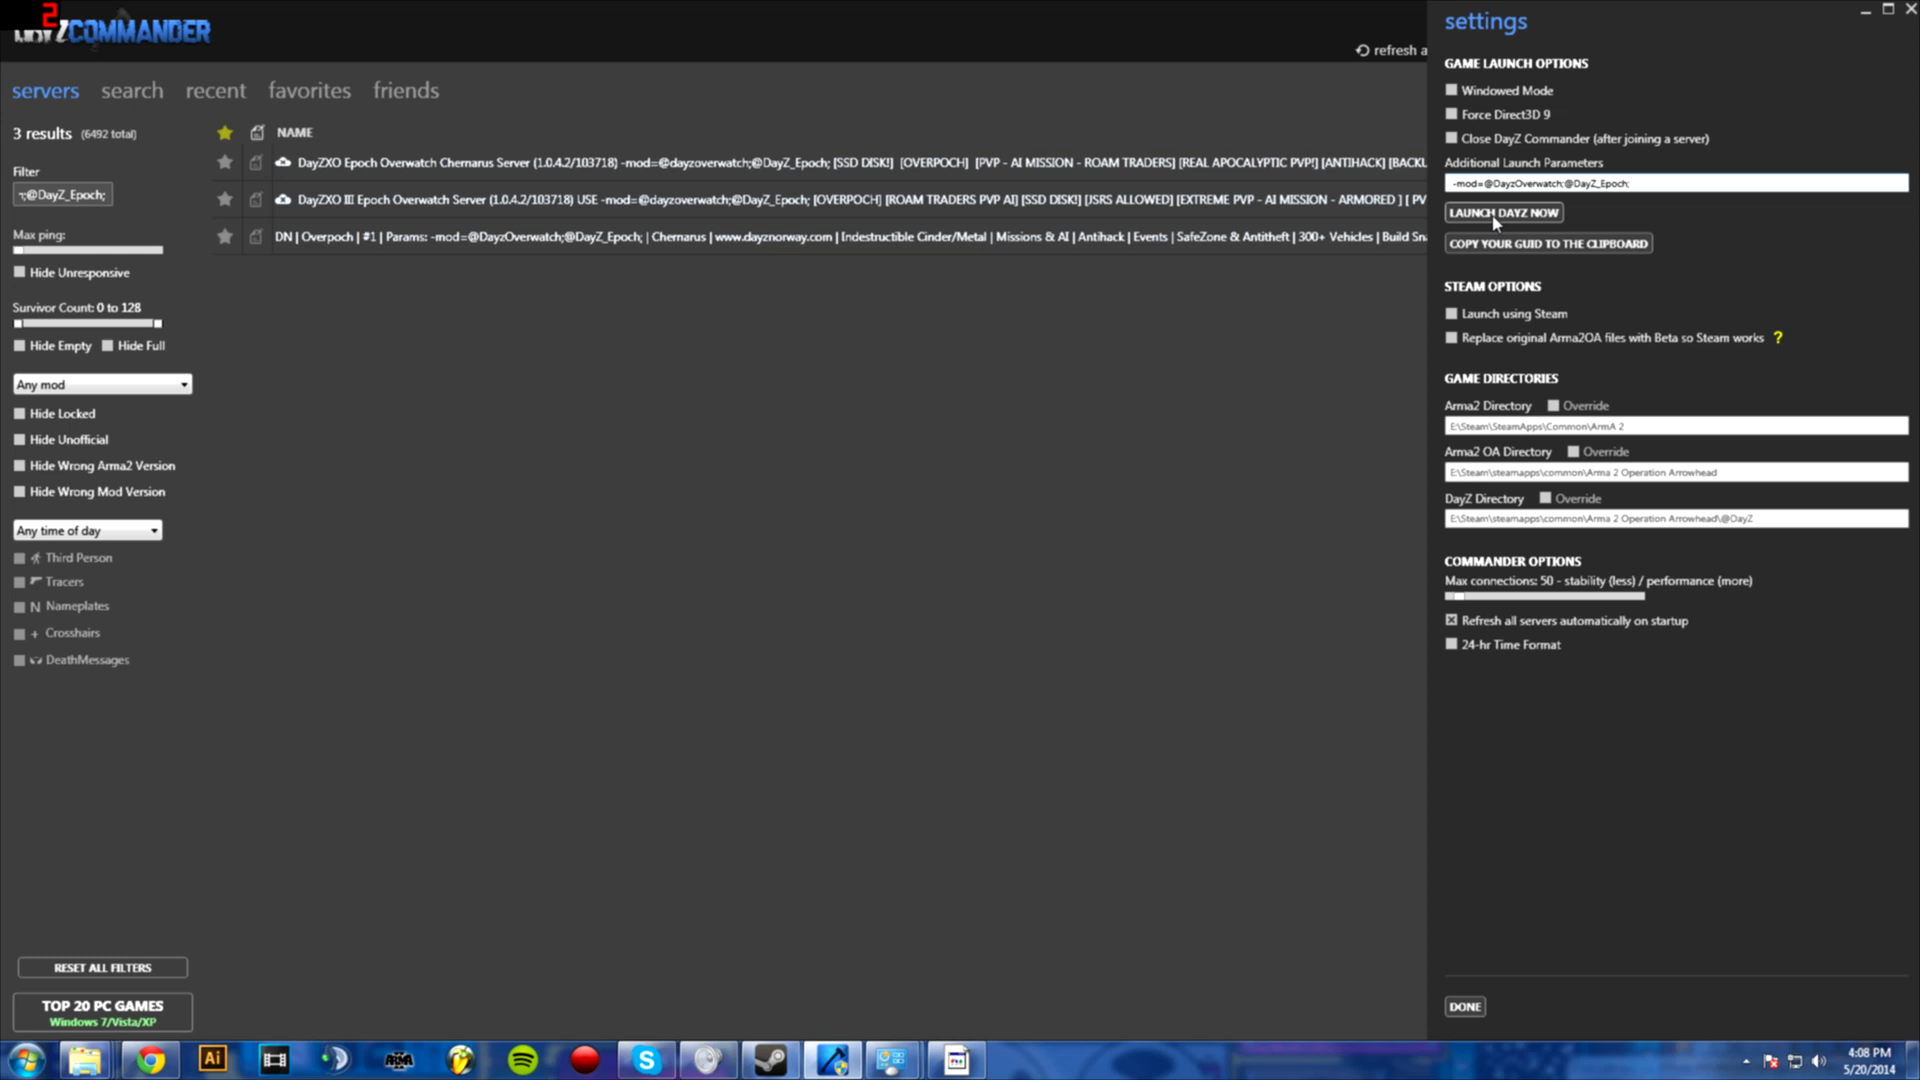 2
DayZCOMMANDER
refresh a
servers
search
recent
favorites
friends
3 results (6492 total)
Filter
;@DayZ_Epoch;
Max ping:
Hide Unresponsive
Survivor Count: 0 to 128
Hide Empty
Hide Full
Any mod
Hide Locked
Hide Unofficial
Hide Wrong Arma2 Version
Hide Wrong Mod Version
Any time of day
Third Person
Tracers
N Nameplates
+ Crosshairs
DeathMessages
RESET ALL FILTERS
TOP 20 PC GAMES
Windows 7/Vista/XP
NAME
DayZXO Epoch Overwatch Chernarus Server (1.0.4.2/103718) -mod=@dayzoverwatch;@DayZ_Epoch; [SSD DISK!] [OVERPOCH] [PVP - AI MISSION - ROAM TRADERS] [REAL APOCALYPTIC PVP!] [ANTIHACK] [BACKL
DayZXO III Epoch Overwatch Server (1.0.4.2/103718) USE -mod=@dayzoverwatch;@DayZ_Epoch; [OVERPOCH] [ROAM TRADERS PVP AI] [SSD DISK!] [JSRS ALLOWED] [EXTREME PVP - AI MISSION - ARMORED ] [ PV
DN | Overpoch | #1 | Params: -mod=@DayzOverwatch;@DayZ_Epoch; | Chernarus | www.dayznorway.com | Indestructible Cinder/Metal | Missions & AI | Antihack | Events | SafeZone & Antitheft | 300+ Vehicles | Build Sn
settings
GAME LAUNCH OPTIONS
Windowed Mode
Force Direct3D 9
Close DayZ Commander (after joining a server)
Additional Launch Parameters
-mod=@DayzOverwatch;@DayZ_Epoch;
LAUNCH DAYZ NOW
COPY YOUR GUID TO THE CLIPBOARD
STEAM OPTIONS
Launch using Steam
Replace original Arma2OA files with Beta so Steam works ?
GAME DIRECTORIES
Arma2 Directory
Override
E:\Steam\SteamApps\Common\ArmA 2
Arma2 OA Directory
Override
E:\Steam\steamapps\common\Arma 2 Operation Arrowhead
DayZ Directory
Override
E:\Steam\steamapps\common\Arma 2 Operation Arrowhead\@DayZ
COMMANDER OPTIONS
Max connections: 50 - stability (less) / performance (more)
Refresh all servers automatically on startup
24-hr Time Format
DONE
Ai
ARMA
S
4:08 PM
5/20/2014